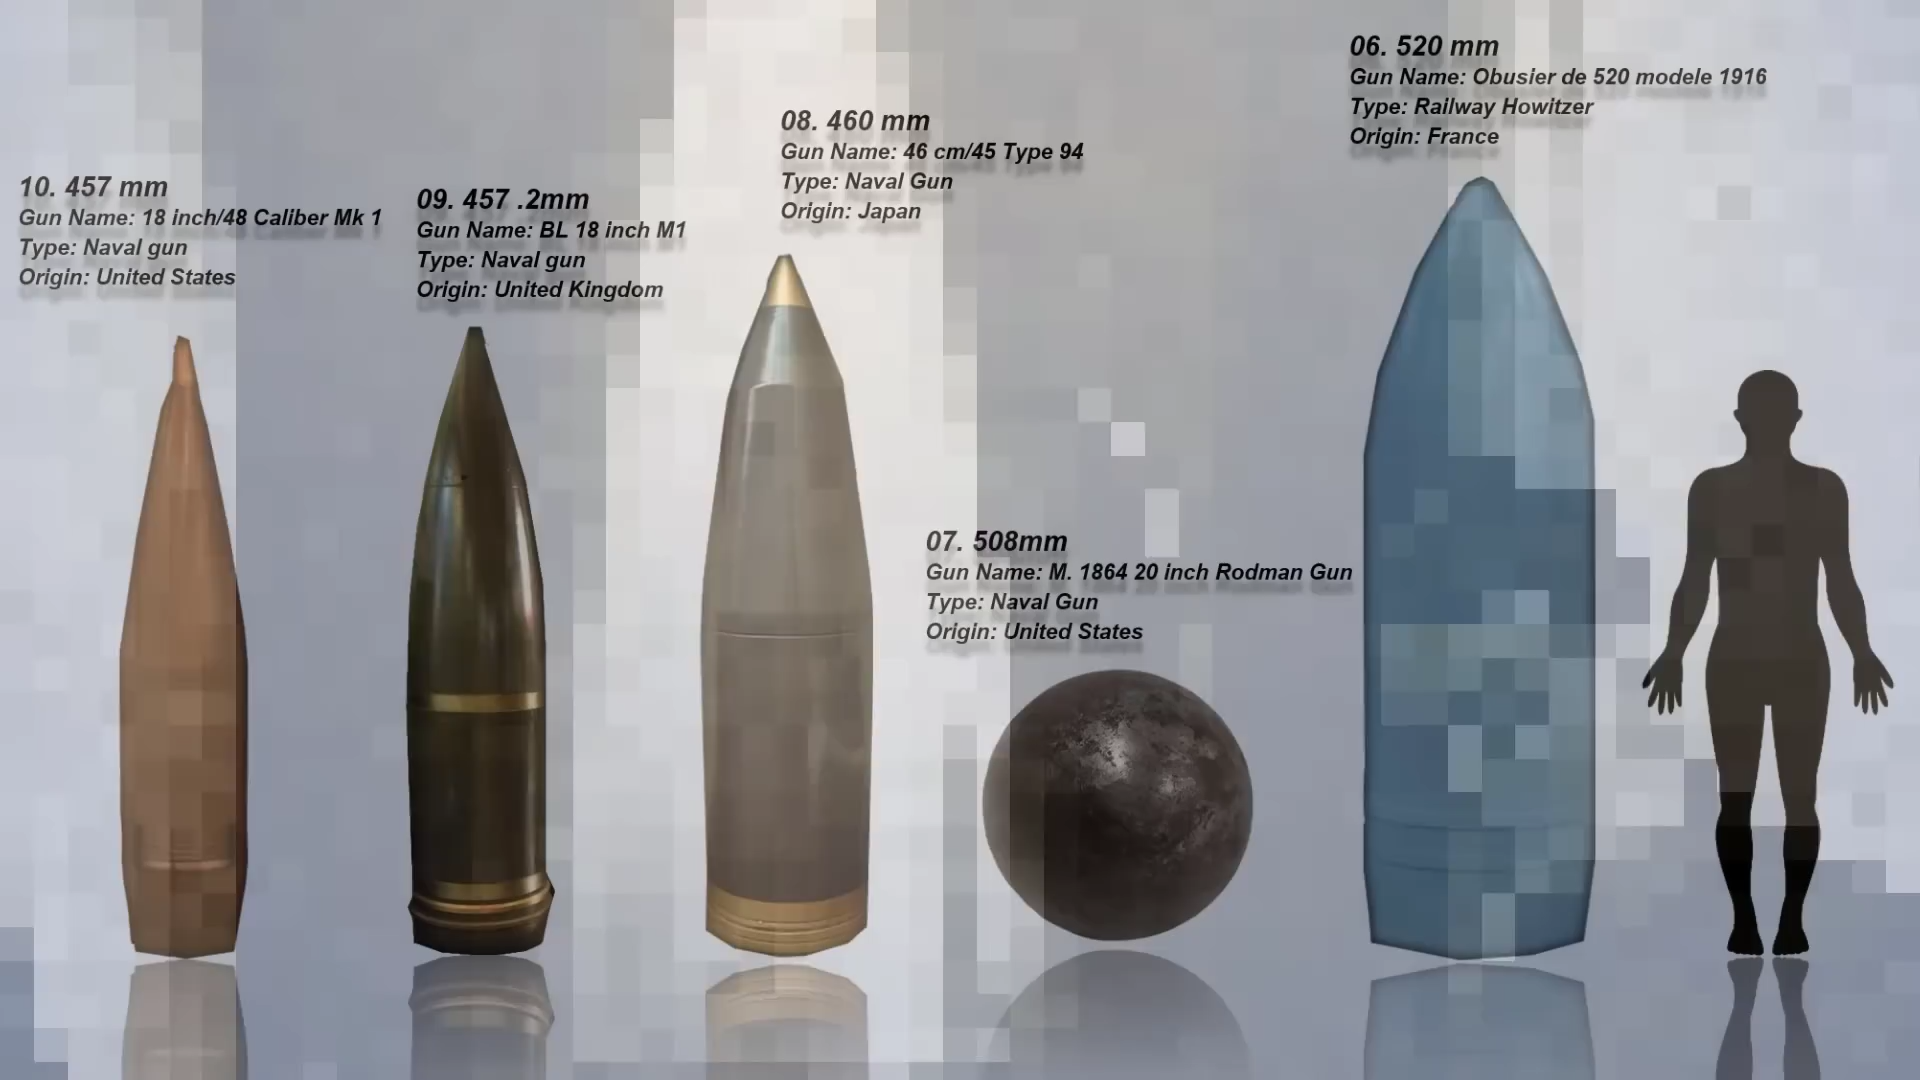 10. 457 mm
Gun Name: 18 inch/48 Caliber Mk 1
Type: Naval gun
Origin: United States
09. 457 .2mm
Gun Name: BL 18 inch M1
Type: Naval gun
Origin: United Kingdom
08. 460 mm
Gun Name: 46 cm/45 Type 94
Type: Naval Gun
Origin: Japan
07. 508mm
Gun Name: M. 1864 20 inch Rodman Gun
Type: Naval Gun
Origin: United States
06. 520 mm
Gun Name: Obusier de 520 modele 1916
Type: Railway Howitzer
Origin: France